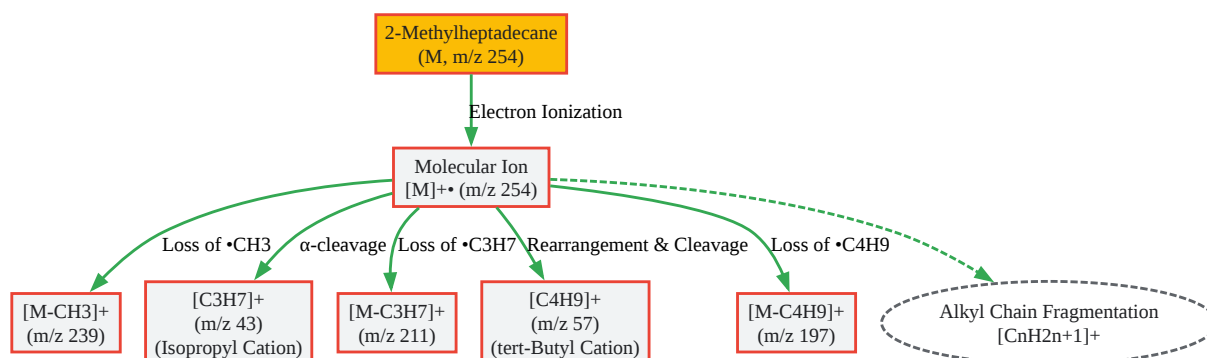 2-Methylheptadecane
(M, m/z 254)
Electron Ionization
Molecular Ion
[M]+• (m/z 254)
Loss of •CH3
α-cleavage
Loss of •C3H7
Rearrangement & Cleavage
Loss of •C4H9
[M-CH3]+
(m/z 239)
[C3H7]+
(m/z 43)
(Isopropyl Cation)
[M-C3H7]+
(m/z 211)
[C4H9]+
(m/z 57)
(tert-Butyl Cation)
[M-C4H9]+
(m/z 197)
Alkyl Chain Fragmentation
[CnH2n+1]+